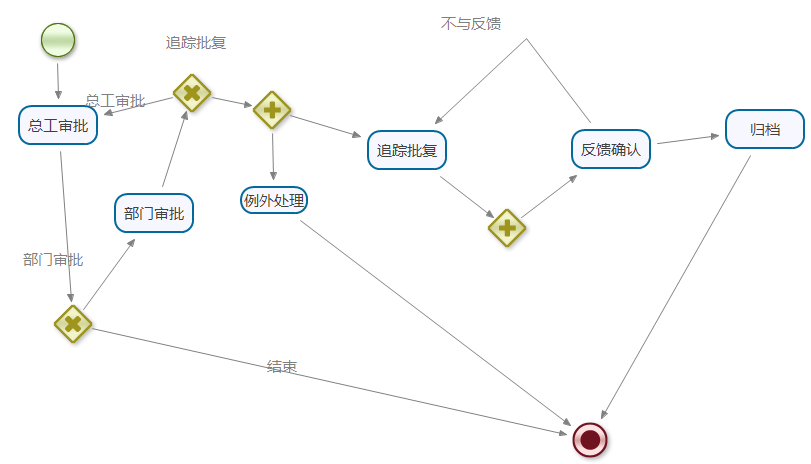 不与反馈
追踪批复
总工审批
总工审批
追踪批复
反馈确认
归档
例外处理
部门审批
部门审批
结束